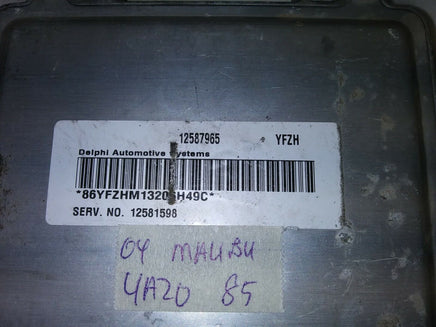 12587965 YFZH
Delphi Automotive Systems
*86YFZHM1320 H49C*
SERV. NO. 12581598
04 MALIBU
4A20 85